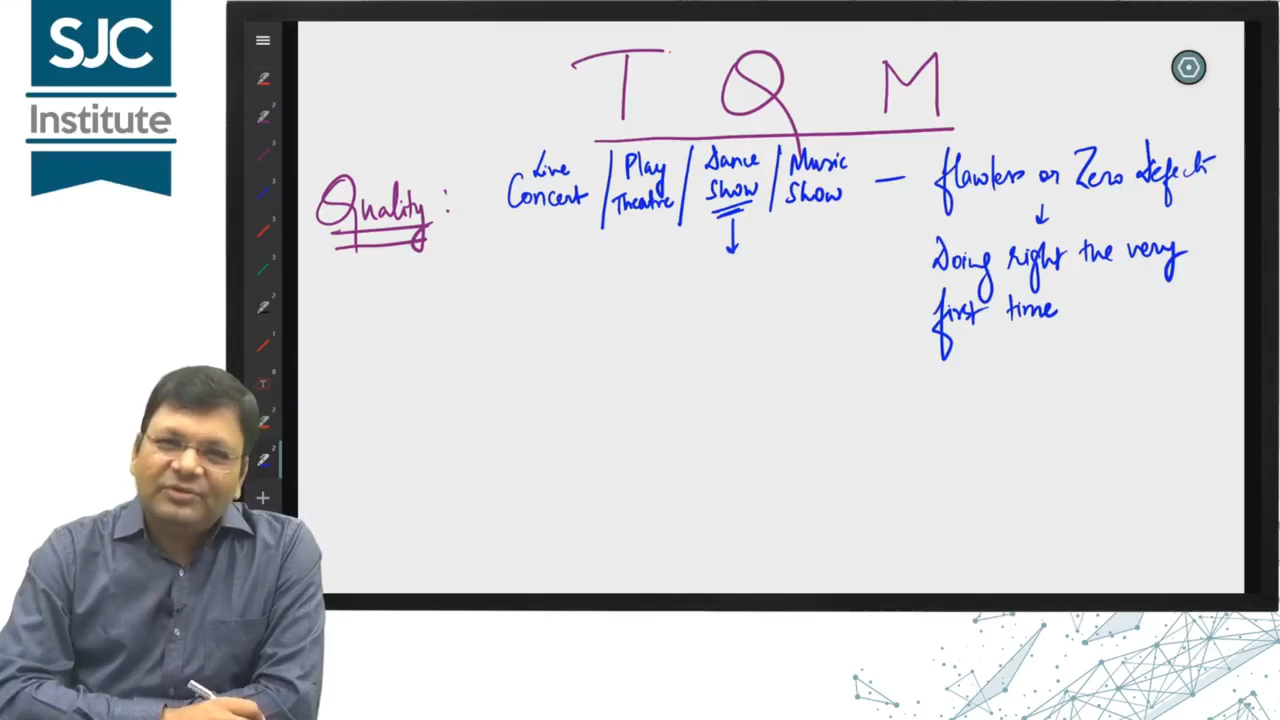 SJC
Institute
T Q M
Quality :
Live Concert / Play Theatre / Dance Show / Music Show — flawless or Zero Defect
↓
Doing right the very
first time